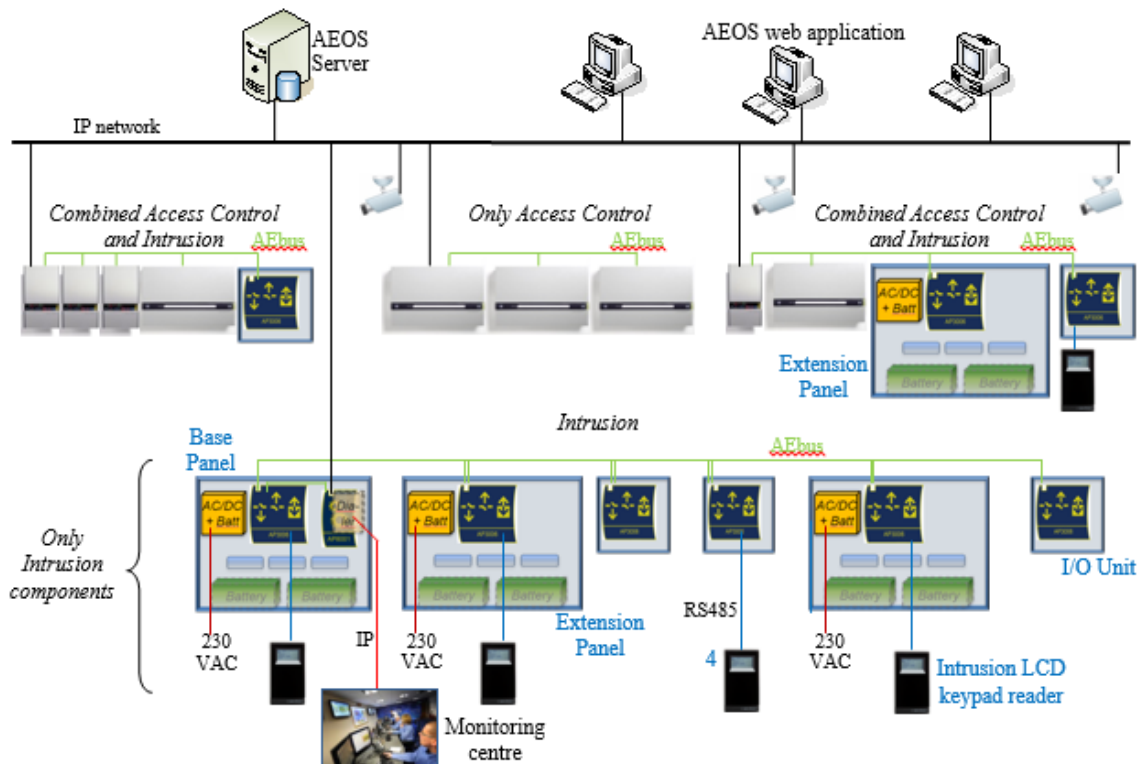 AEOS
Server
AEOS web application
IP network
Combined Access Control
and Intrusion
AEbus
Only Access Control
Combined Access Control
and Intrusion
AEbus
AC/DC
+ Batt
Battery
Battery
Extension
Panel
Intrusion
Base
Panel
AEbus
Only
Intrusion
components
AC/DC
+ Batt
Dia-
ler
Battery
Battery
AC/DC
+ Batt
Battery
Battery
AC/DC
+ Batt
Battery
Battery
I/O Unit
230
VAC
IP
230
VAC
Extension
Panel
RS485
4
230
VAC
Intrusion LCD
keypad reader
Monitoring
centre